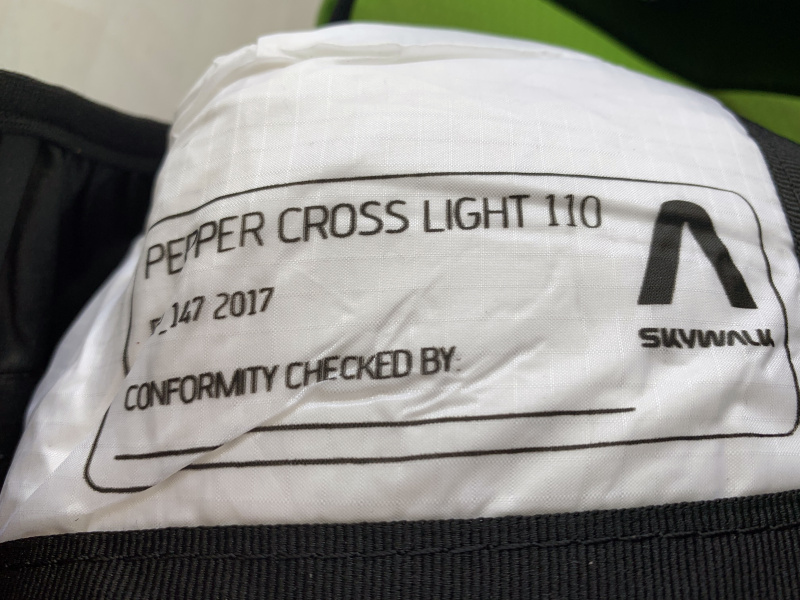 PEPPER CROSS LIGHT 110
147 2017
CONFORMITY CHECKED BY:
SKYWALK